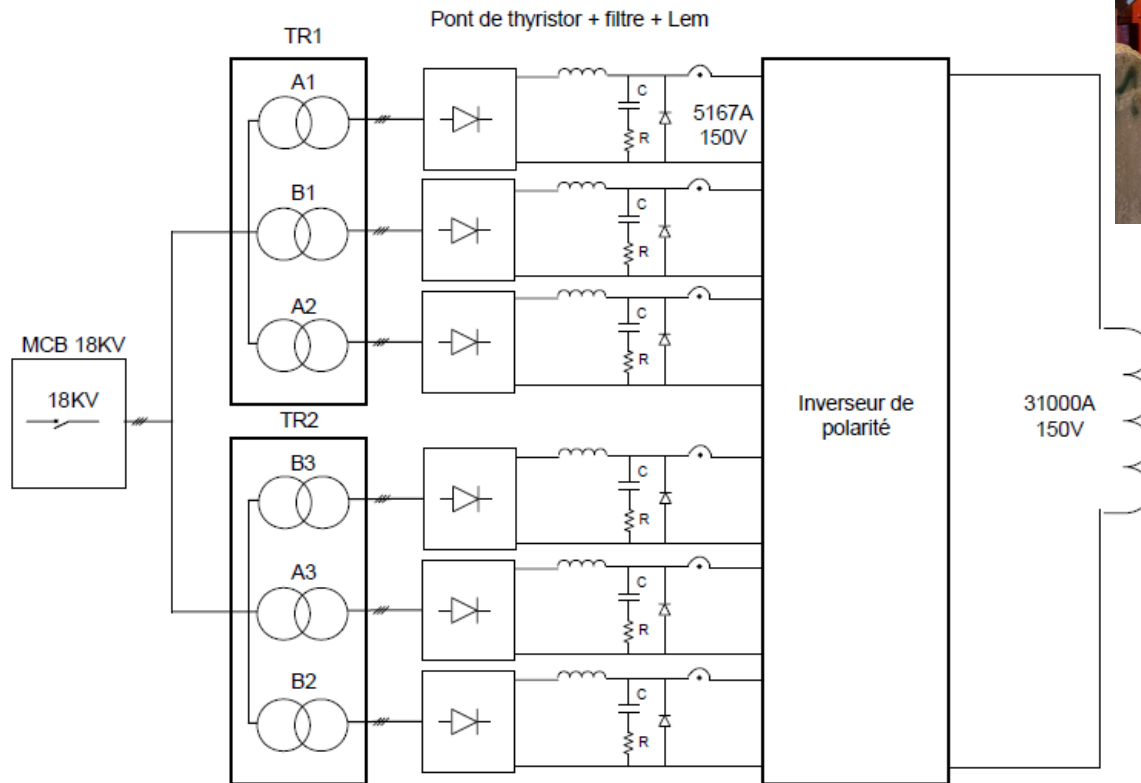 Pont de thyristor + filtre + Lem
TR1
A1
C
R
5167A
150V
B1
C
R
A2
C
R
MCB 18KV
18KV
TR2
B3
C
R
A3
C
R
B2
C
R
Inverseur de
polarité
31000A
150V